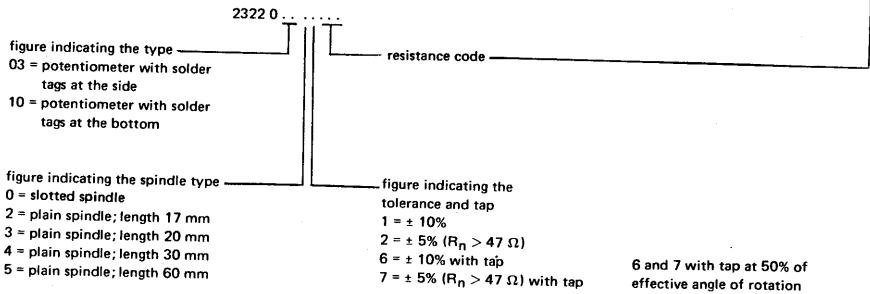 2322 0.. .....
figure indicating the type
03 = potentiometer with solder
tags at the side
10 = potentiometer with solder
tags at the bottom
resistance code
figure indicating the spindle type
0 = slotted spindle
2 = plain spindle; length 17 mm
3 = plain spindle; length 20 mm
4 = plain spindle; length 30 mm
5 = plain spindle; length 60 mm
figure indicating the
tolerance and tap
1 = ± 10%
2 = ± 5% (Rn > 47 Ω)
6 = ± 10% with tap
7 = ± 5% (Rn > 47 Ω) with tap
6 and 7 with tap at 50% of
effective angle of rotation